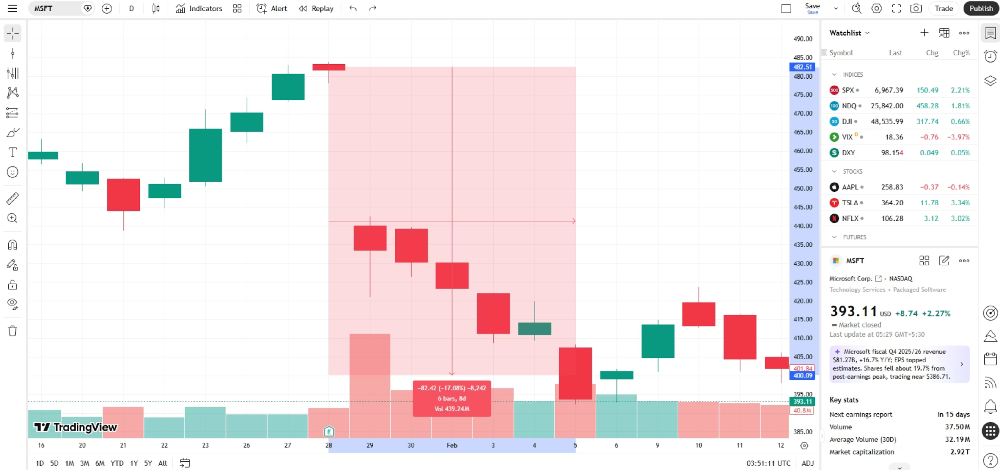 MSFT D Indicators Alert Replay Save Trade Publish
Save
490.00
485.00
482.51
480.00
475.00
470.00
465.00
460.00
455.00
450.00
445.00
440.00
435.00
430.00
425.00
420.00
415.00
410.00
405.00
401.84
400.09
395.00
393.11
40.8M
385.00
−82.42 (−17.08%) −8,242
6 bars, 8d
Vol 439.24M
TradingView
E
16 20 21 22 23 26 27 28 29 30 Feb 3 4 5 6 9 10 11 12
1D 5D 1M 3M 6M YTD 1Y 5Y All 03:51:11 UTC ADJ
Watchlist
Symbol Last Chg Chg%
INDICES
500 SPX 6,967.39 150.49 2.21%
100 NDQ 25,842.00 458.28 1.81%
30 DJI 48,535.99 317.74 0.66%
VIX D 18.36 −0.76 −3.97%
S DXY 98.154 0.049 0.05%
STOCKS
AAPL 258.83 −0.37 −0.14%
TSLA 364.20 11.78 3.34%
N NFLX 106.28 3.12 3.02%
FUTURES
MSFT
Microsoft Corp. • NASDAQ
Technology Services • Packaged Software
393.11 USD +8.74 +2.27%
Market closed
Last update at 05:29 GMT+5:30
Microsoft fiscal Q4 2025/26 revenue
$81.27B, +16.7% Y/Y; EPS topped
estimates. Shares fell about 19.7% from
post-earnings peak, trading near $386.71.
Key stats
Next earnings report In 15 days
Volume 37.50M
Average Volume (30D) 32.19M
Market capitalization 2.92T